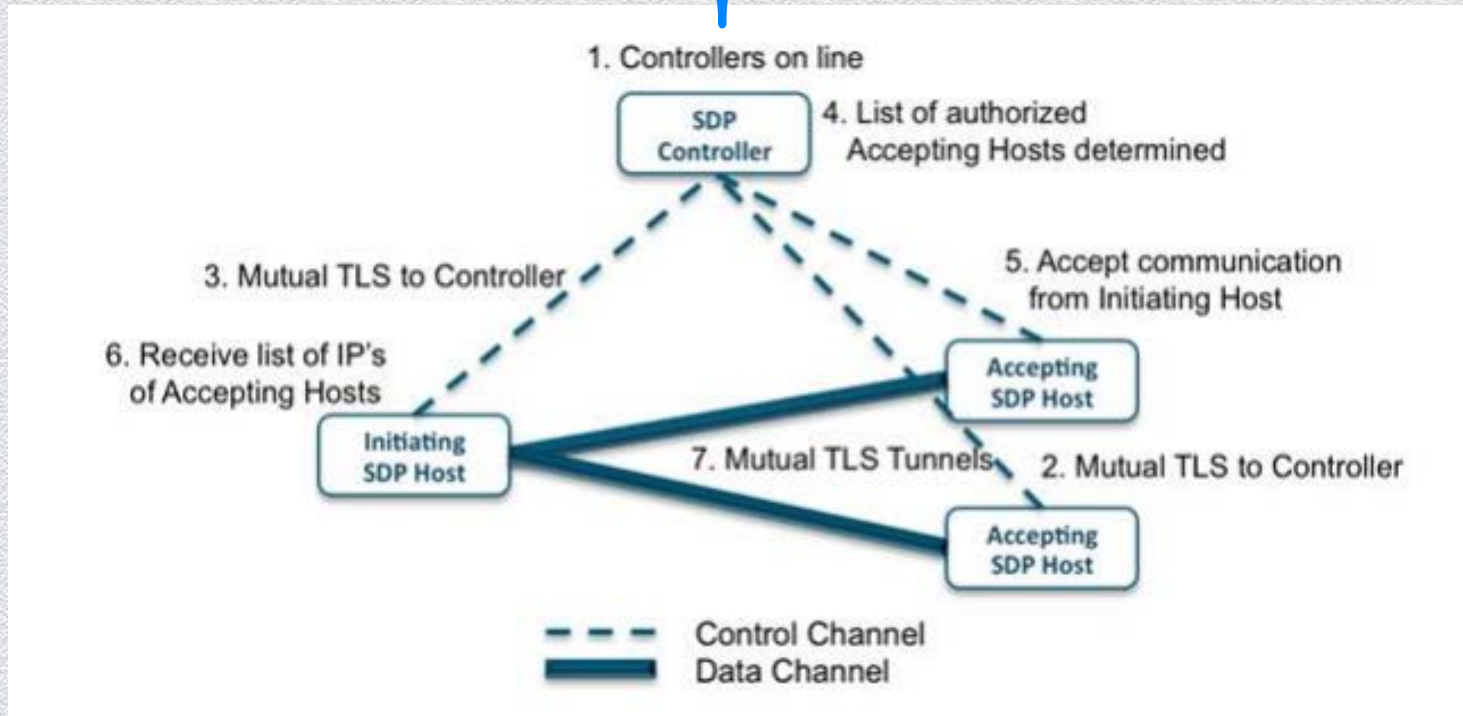 1. Controllers on line
SDP
Controller
4. List of authorized
Accepting Hosts determined
3. Mutual TLS to Controller
5. Accept communication
from Initiating Host
6. Receive list of IP's
of Accepting Hosts
Accepting
SDP Host
Initiating
SDP Host
7. Mutual TLS Tunnels
2. Mutual TLS to Controller
Accepting
SDP Host
Control Channel
Data Channel